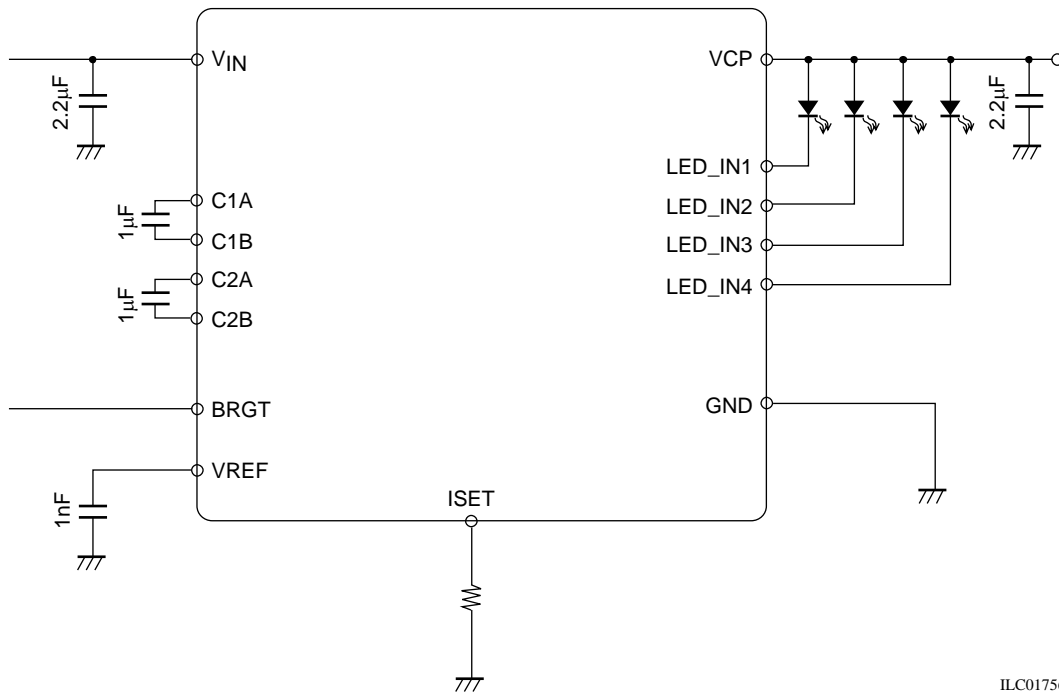 VIN
VCP
2.2μF
2.2μF
LED_IN1
C1A
LED_IN2
1μF
C1B
LED_IN3
C2A
LED_IN4
1μF
C2B
BRGT
GND
VREF
1nF
ISET